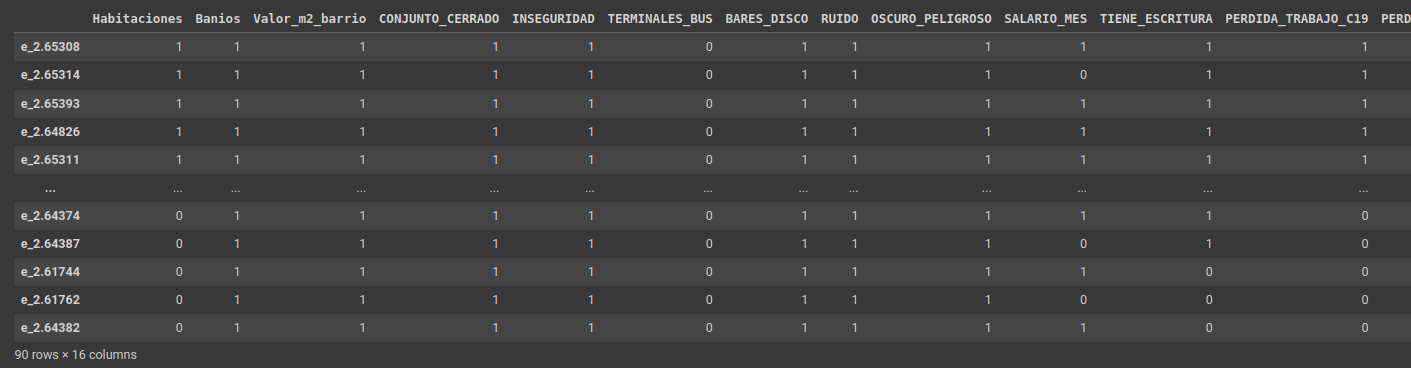 Habitaciones Banios Valor_m2_barrio CONJUNTO_CERRADO INSEGURIDAD TERMINALES_BUS BARES_DISCO RUIDO OSCURO_PELIGROSO SALARIO_MES TIENE_ESCRITURA PERDIDA_TRABAJO_C19 PERD
e_2.65308 1 1 1 1 1 0 1 1 1 1 1 1
e_2.65314 1 1 1 1 1 0 1 1 1 0 1 1
e_2.65393 1 1 1 1 1 0 1 1 1 1 1 1
e_2.64826 1 1 1 1 1 0 1 1 1 1 1 1
e_2.65311 1 1 1 1 1 0 1 1 1 1 1 1
... ... ... ... ... ... ... ... ... ... ... ... ...
e_2.64374 0 1 1 1 1 0 1 1 1 1 1 0
e_2.64387 0 1 1 1 1 0 1 1 1 0 1 0
e_2.61744 0 1 1 1 1 0 1 1 1 1 0 0
e_2.61762 0 1 1 1 1 0 1 1 1 0 0 0
e_2.64382 0 1 1 1 1 0 1 1 1 1 0 0
90 rows × 16 columns